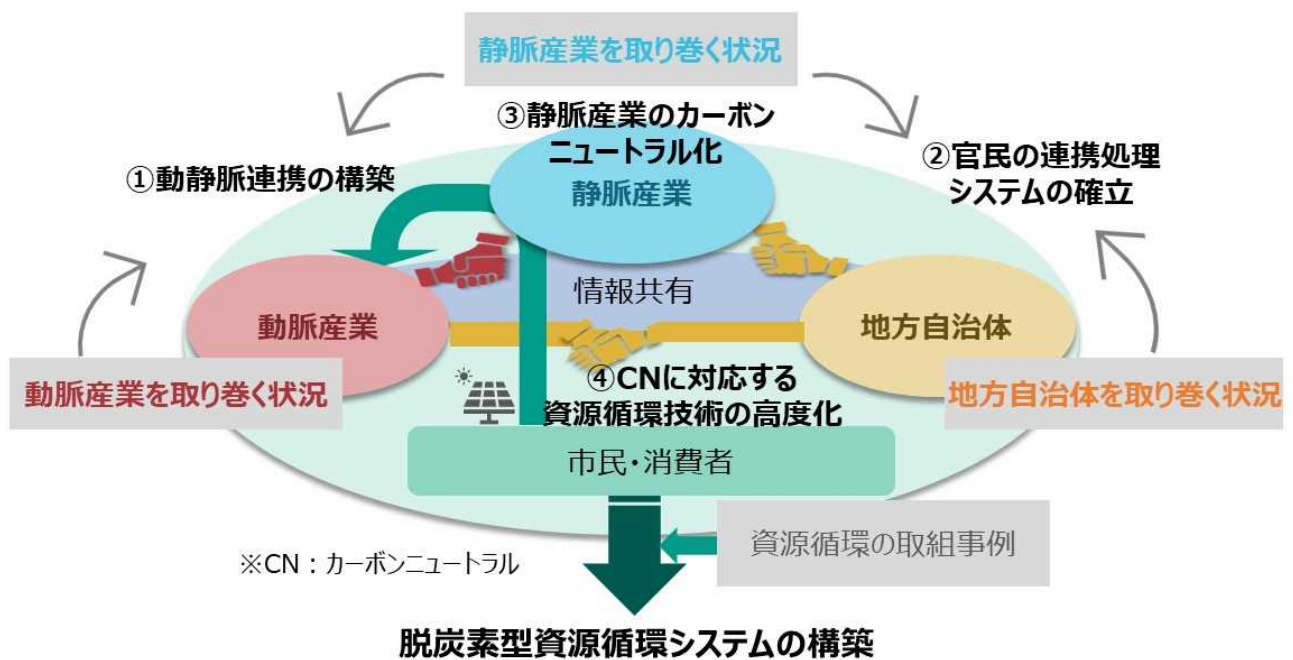 静脈産業を取り巻く状況
③静脈産業のカーボン
ニュートラル化
静脈産業
①動静脈連携の構築
②官民の連携処理
システムの確立
情報共有
動脈産業
地方自治体
動脈産業を取り巻く状況
地方自治体を取り巻く状況
④CNに対応する
資源循環技術の高度化
市民・消費者
資源循環の取組事例
※CN：カーボンニュートラル
脱炭素型資源循環システムの構築